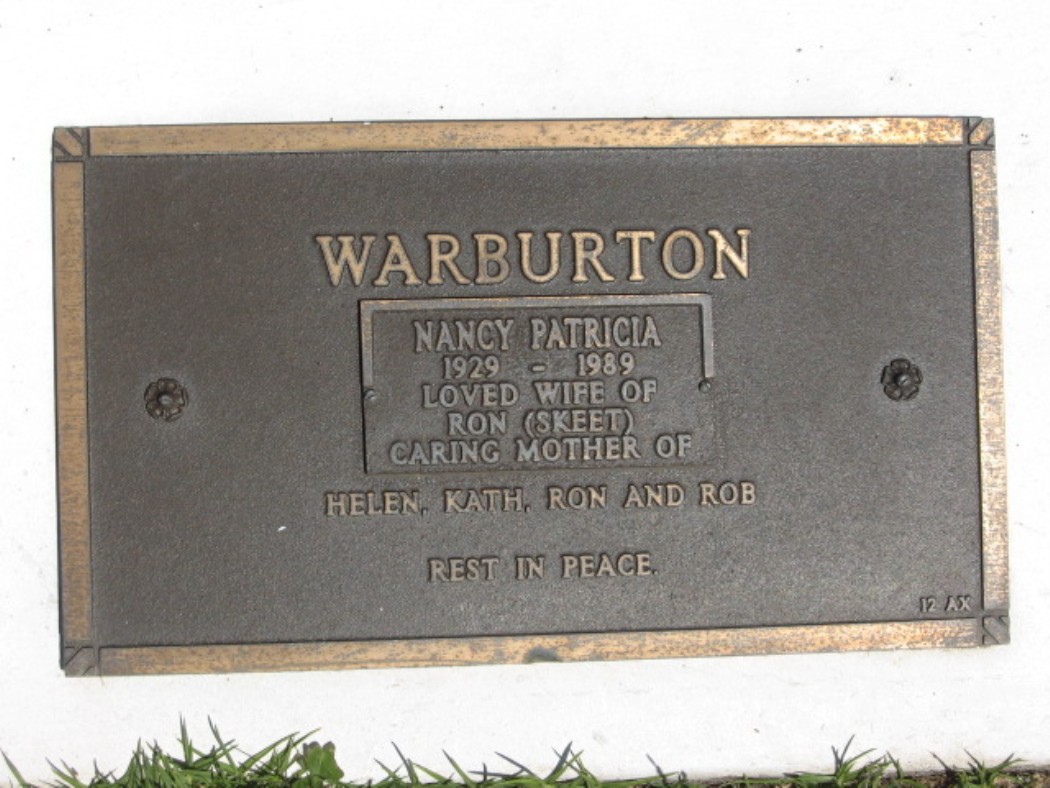 WARBURTON
NANCY PATRICIA
1929 - 1989
LOVED WIFE OF
RON (SKEET)
CARING MOTHER OF
HELEN, KATH, RON AND ROB
REST IN PEACE.
12 AX